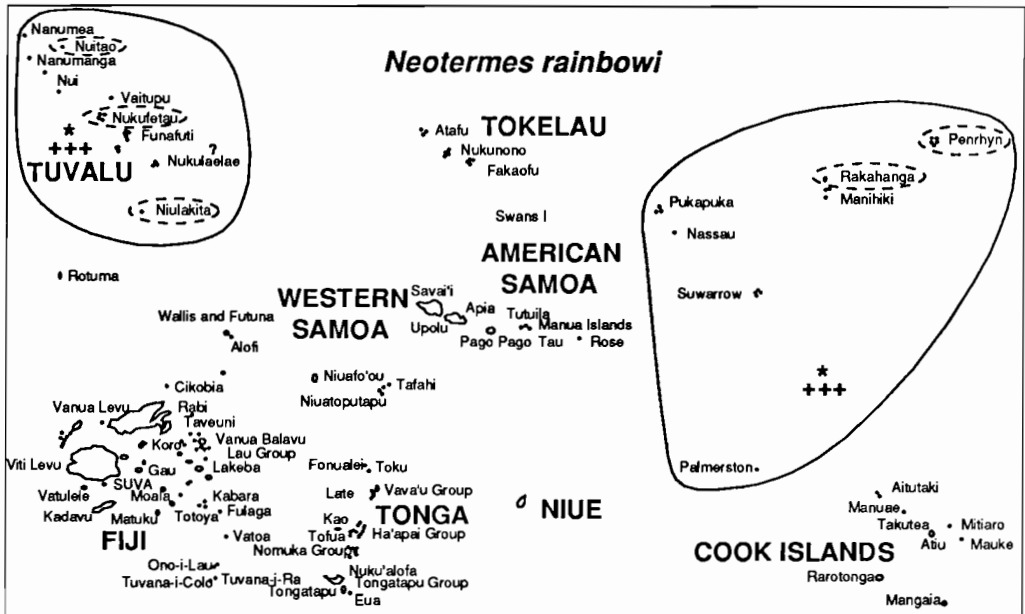 Neotermes rainbowi
Nanumea
Nuitao
Nanumanga
Nui
Vaitupu
Nukufetau
Funafuti
*
+++
?
Nukulaelae
TUVALU
Niulakita
Rotuma
TOKELAU
Atafu
Nukunono
Fakaofu
Swans I
AMERICAN
SAMOA
WESTERN
SAMOA
Savai'i
Apia
Upolu
Tutuila
Manua Islands
Pago Pago
Tau
Rose
Penrhyn
Rakahanga
Manihiki
Pukapuka
Nassau
Suwarrow
*
+++
Palmerston
Wallis and Futuna
Alofi
Niuafo'ou
Tafahi
Niuatoputapu
Cikobia
Vanua Levu
Rabi
Taveuni
Koro
Vanua Balavu
Lau Group
Viti Levu
Gau
Lakeba
SUVA
Vatulele
Moala
Kabara
Kadavu
Matuku
Totoya
Fulaga
FIJI
Vatoa
Ono-i-Lau
Tuvana-i-Colo
Tuvana-i-Ra
Fonualei
Toku
Late
Vava'u Group
TONGA
Kao
Tofua
Ha'apai Group
Nomuka Group
Nuku'alofa
Tongatapu
Tongatapu Group
Eua
NIUE
COOK ISLANDS
Aitutaki
Manuae
Takutea
Mitiaro
Atiu
Mauke
Rarotonga
Mangaia